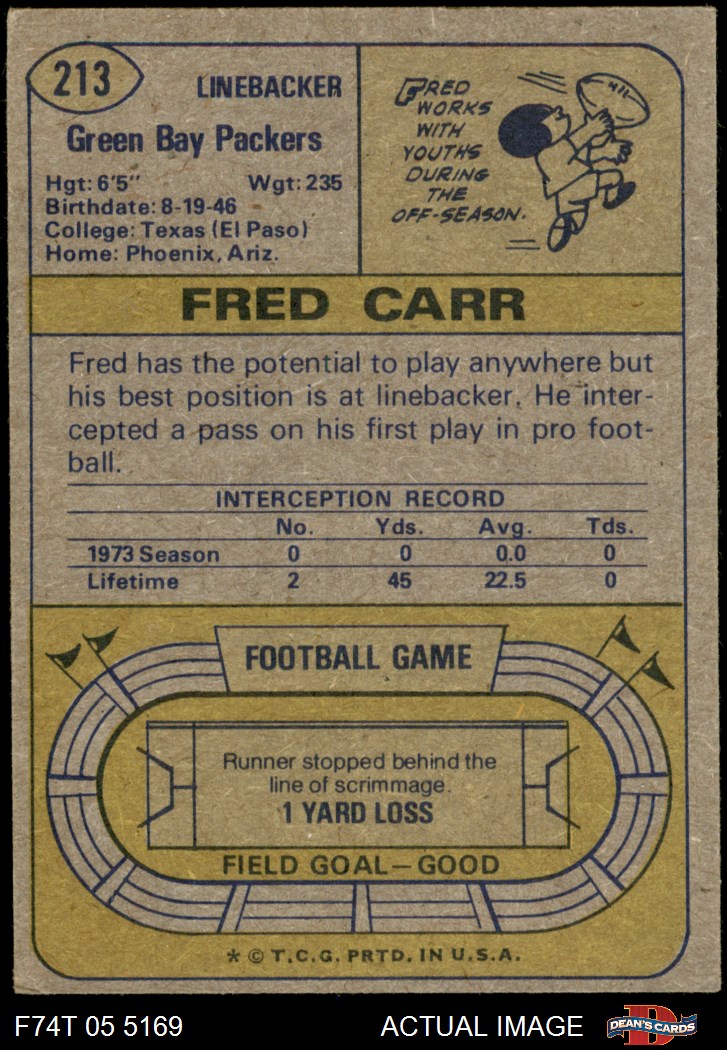 213
LINEBACKER
Green Bay Packers
Hgt: 6'5" Wgt: 235
Birthdate: 8-19-46
College: Texas (El Paso)
Home: Phoenix, Ariz.
FRED
WORKS
WITH
YOUTHS
DURING
THE
OFF-SEASON.
FRED CARR
Fred has the potential to play anywhere but
his best position is at linebacker. He inter-
cepted a pass on his first play in pro foot-
ball.
INTERCEPTION RECORD
No. Yds. Avg. Tds.
1973 Season 0 0 0.0 0
Lifetime 2 45 22.5 0
FOOTBALL GAME
Runner stopped behind the
line of scrimmage.
1 YARD LOSS
FIELD GOAL—GOOD
* © T.C.G. PRTD. IN U.S.A.
F74T 05 5169 ACTUAL IMAGE
D
DEAN'S CARDS